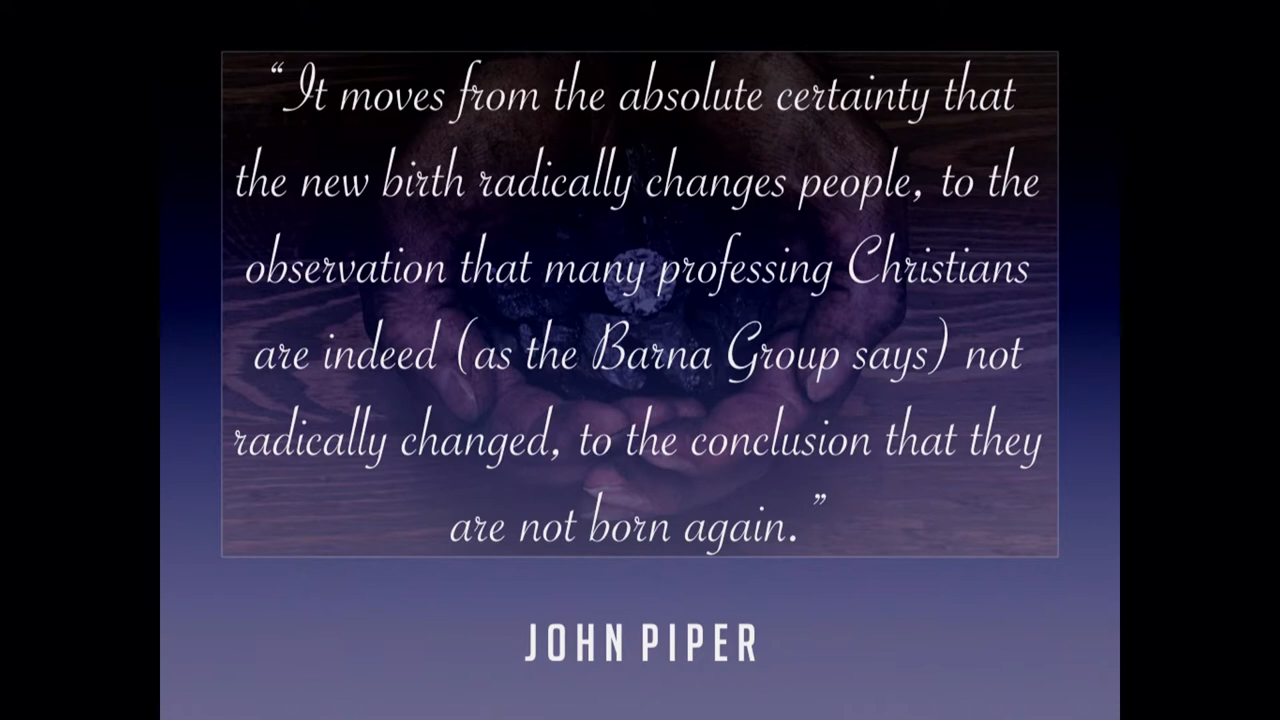 “It moves from the absolute certainty that
the new birth radically changes people, to the
observation that many professing Christians
are indeed (as the Barna Group says) not
radically changed, to the conclusion that they
are not born again.”
JOHN PIPER